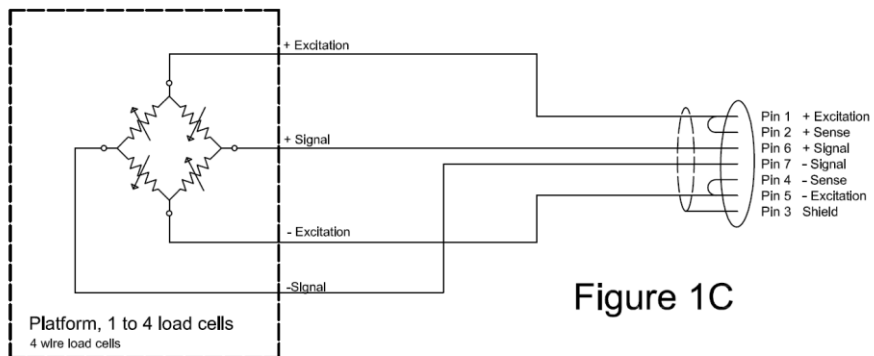 + Excitation
+ Signal
- Excitation
-Signal
Platform, 1 to 4 load cells
4 wire load cells
Pin 1 + Excitation
Pin 2 + Sense
Pin 6 + Signal
Pin 7 - Signal
Pin 4 - Sense
Pin 5 - Excitation
Pin 3 Shield
Figure 1C